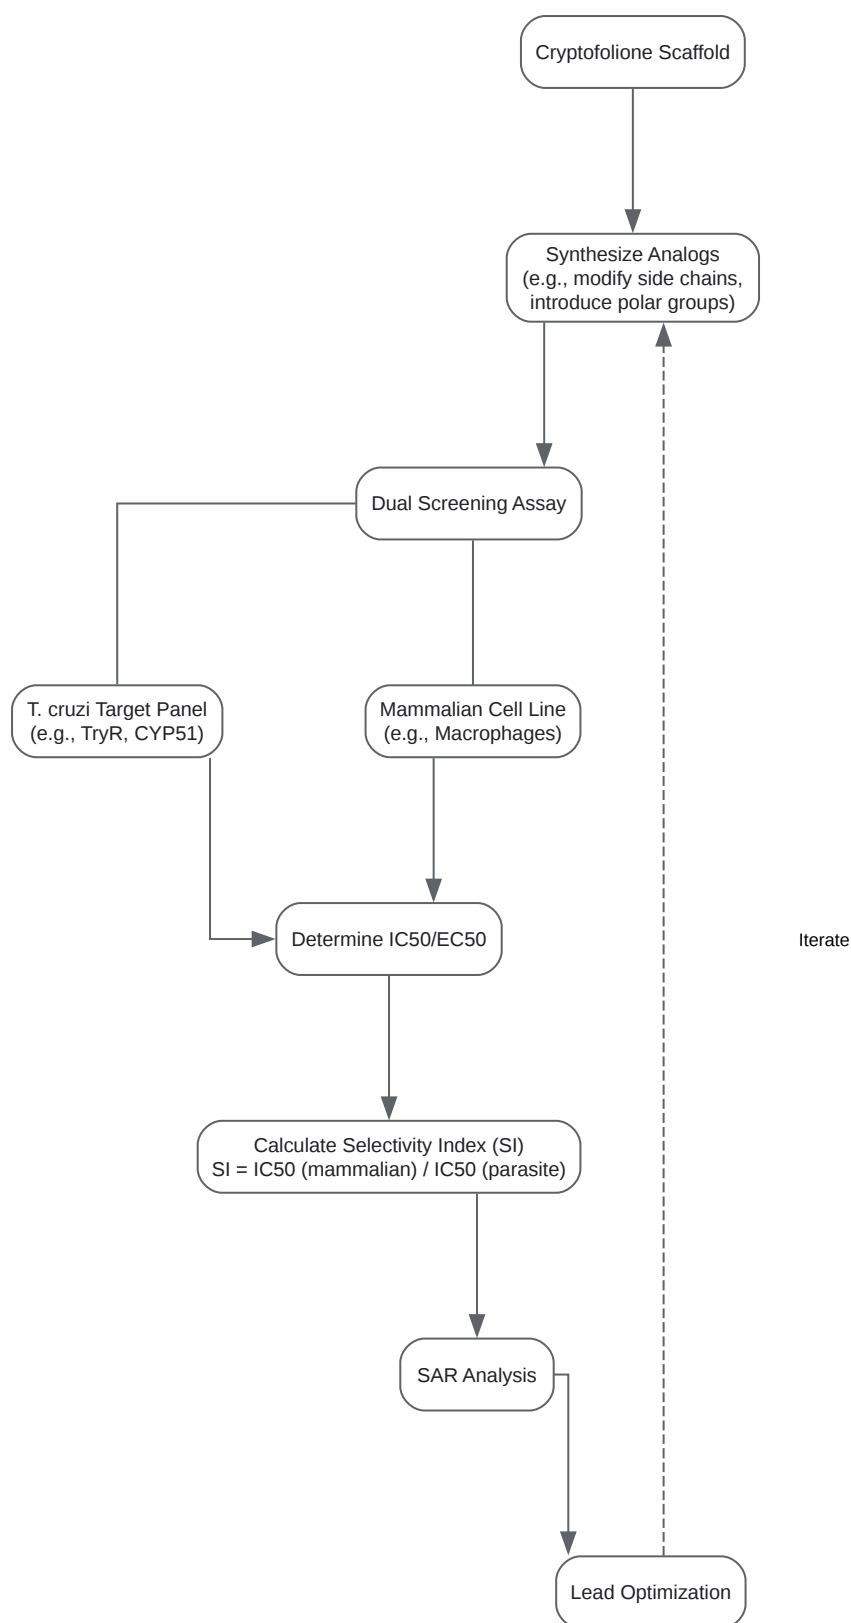 Cryptofolione Scaffold
Synthesize Analogs
(e.g., modify side chains,
introduce polar groups)
Dual Screening Assay
T. cruzi Target Panel
(e.g., TryR, CYP51)
Mammalian Cell Line
(e.g., Macrophages)
Determine IC50/EC50
Iterate
Calculate Selectivity Index (SI)
SI = IC50 (mammalian) / IC50 (parasite)
SAR Analysis
Lead Optimization